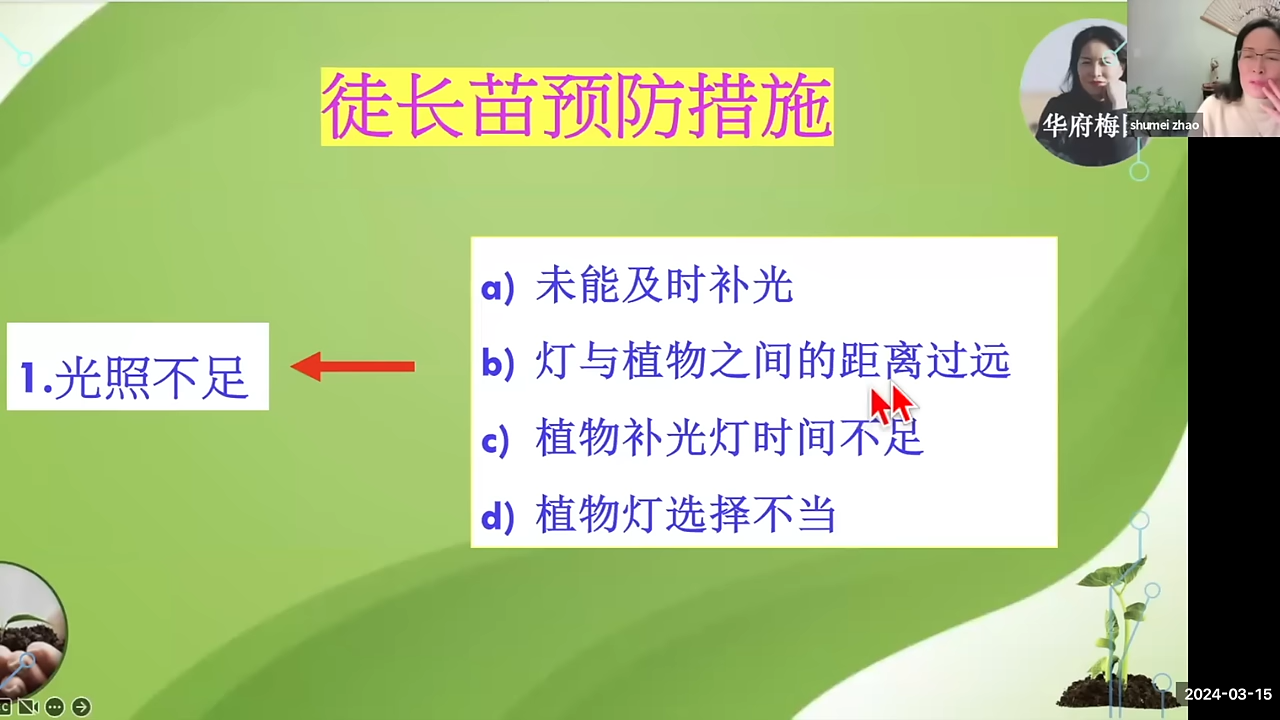 徒长苗预防措施
华府梅
shumei zhao
a) 未能及时补光
b) 灯与植物之间的距离过远
1.光照不足
c) 植物补光灯时间不足
d) 植物灯选择不当
2024-03-15